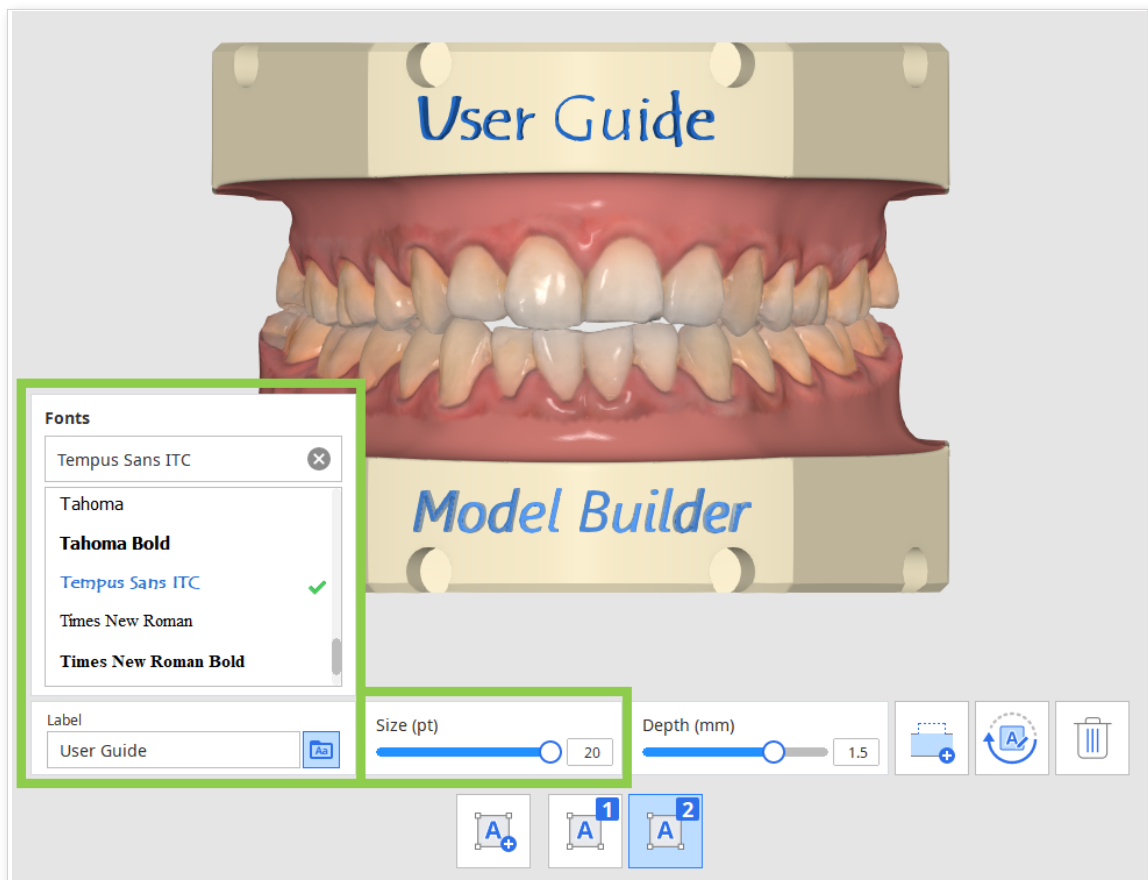 User Guide
Model Builder
Fonts
Tempus Sans ITC
Tahoma
Tahoma Bold
Tempus Sans ITC
Times New Roman
Times New Roman Bold
Label
User Guide
Aa
Size (pt)
20
Depth (mm)
1.5
A
A
A 1
A 2